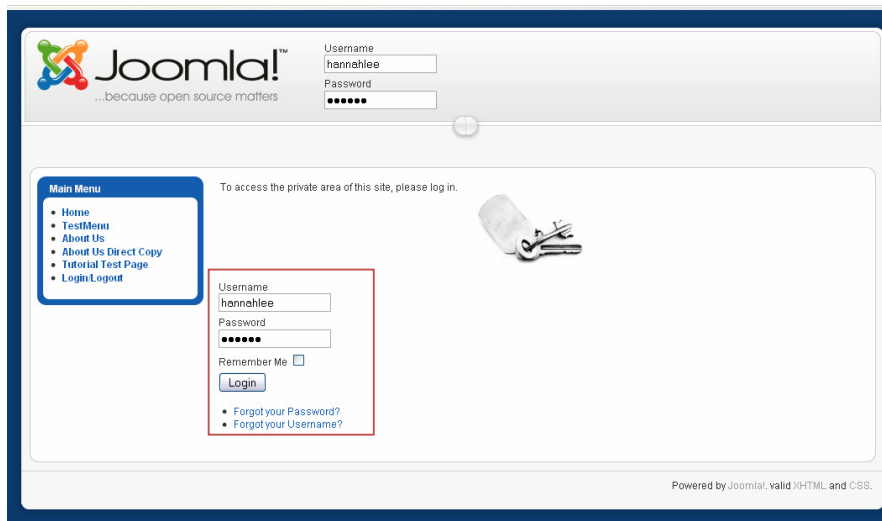 Joomla!™
...because open source matters
Username
hannahlee
Password
●●●●●●
Main Menu
Home
TestMenu
About Us
About Us Direct Copy
Tutorial Test Page
Login/Logout
To access the private area of this site, please log in.
Username
hannahlee
Password
●●●●●●
Remember Me
Login
Forgot your Password?
Forgot your Username?
Powered by Joomla!. valid XHTML and CSS.